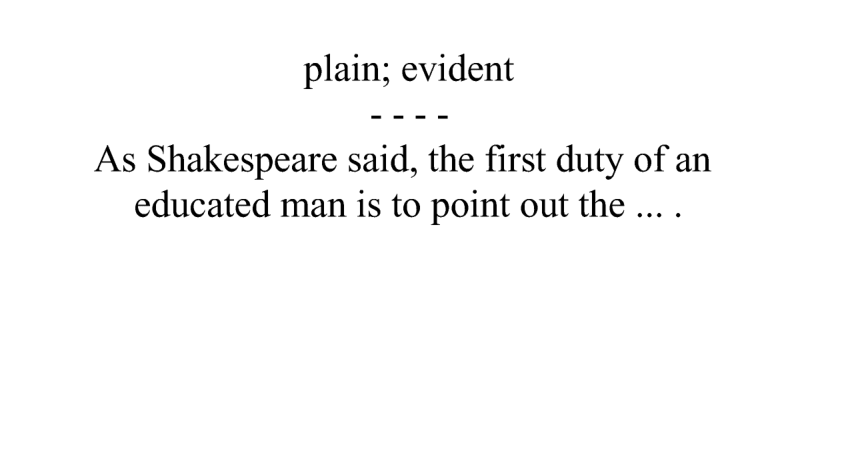 plain; evident
- - - -
As Shakespeare said, the first duty of an
educated man is to point out the ... .